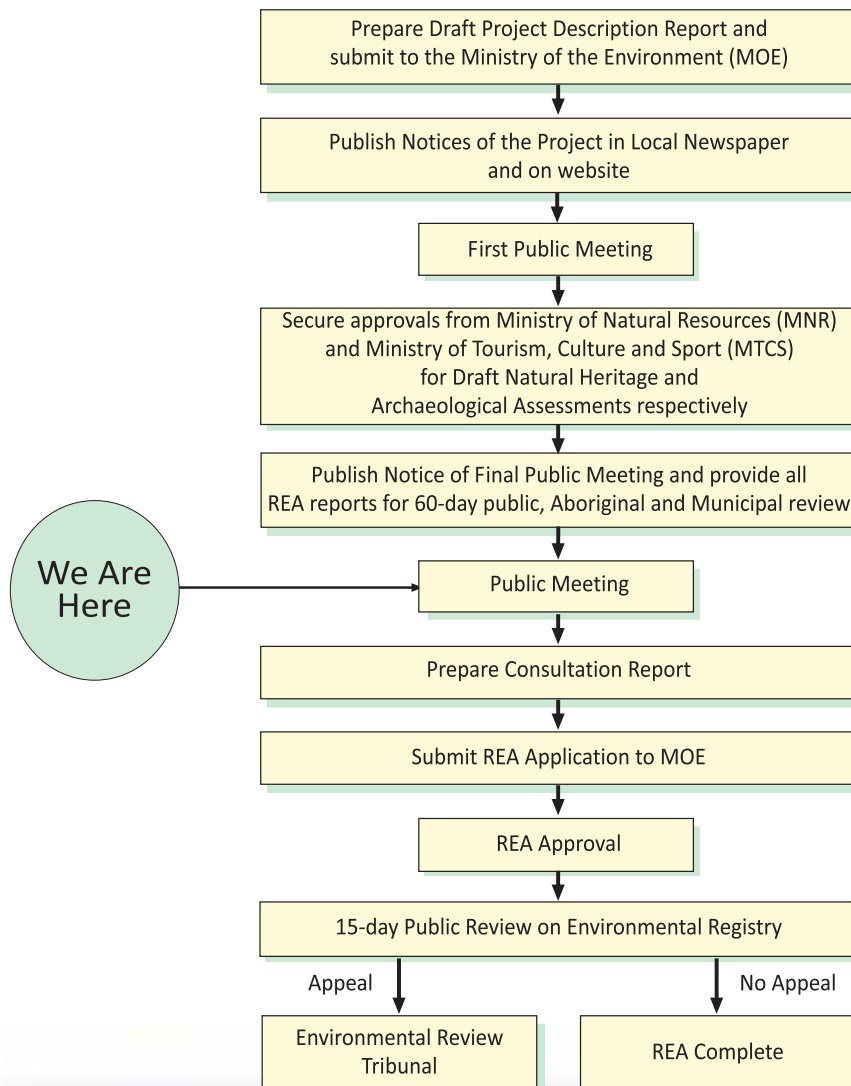 Prepare Draft Project Description Report and
submit to the Ministry of the Environment (MOE)
Publish Notices of the Project in Local Newspaper
and on website
First Public Meeting
Secure approvals from Ministry of Natural Resources (MNR)
and Ministry of Tourism, Culture and Sport (MTCS)
for Draft Natural Heritage and
Archaeological Assessments respectively
Publish Notice of Final Public Meeting and provide all
REA reports for 60-day public, Aboriginal and Municipal review
We Are
Here
Public Meeting
Prepare Consultation Report
Submit REA Application to MOE
REA Approval
15-day Public Review on Environmental Registry
Appeal
No Appeal
Environmental Review
Tribunal
REA Complete